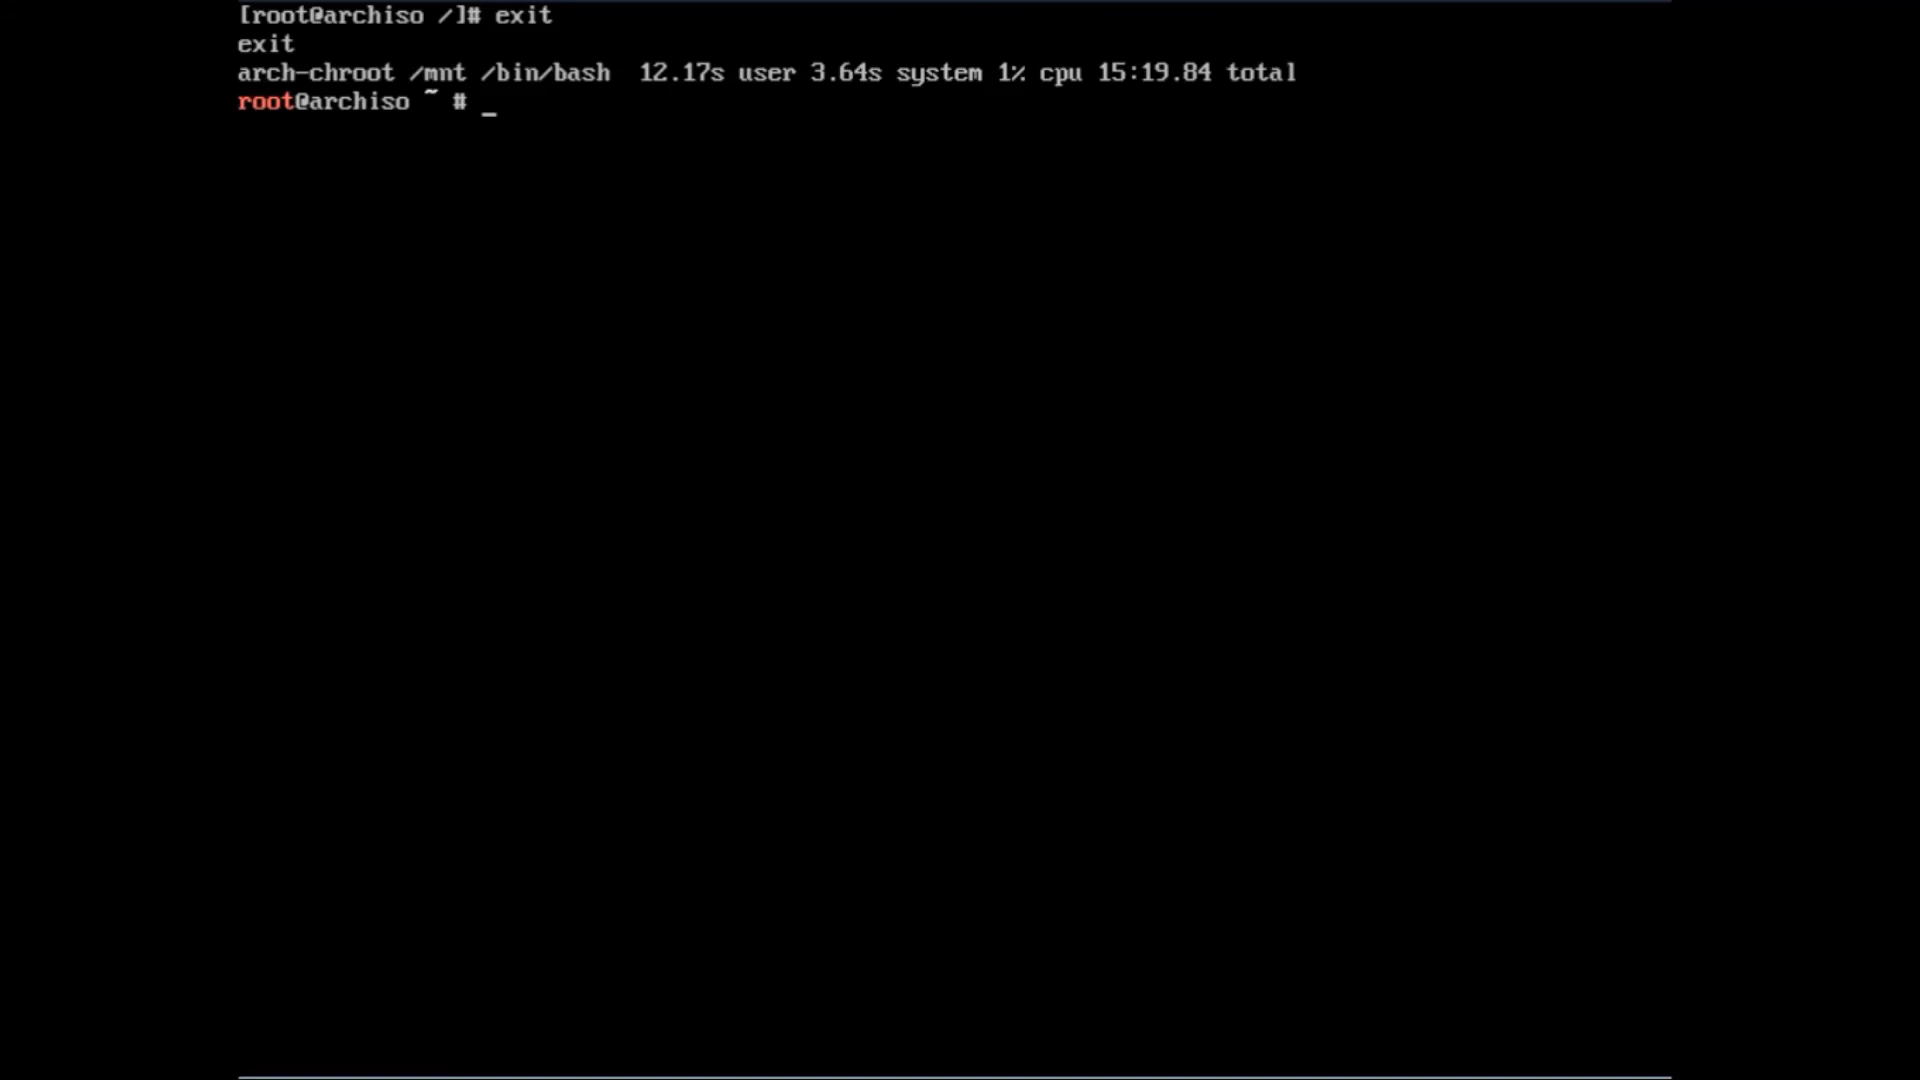 [root@archiso /]# exit
exit
arch-chroot /mnt /bin/bash  12.17s user 3.64s system 1% cpu 15:19.84 total
root@archiso ~ # _